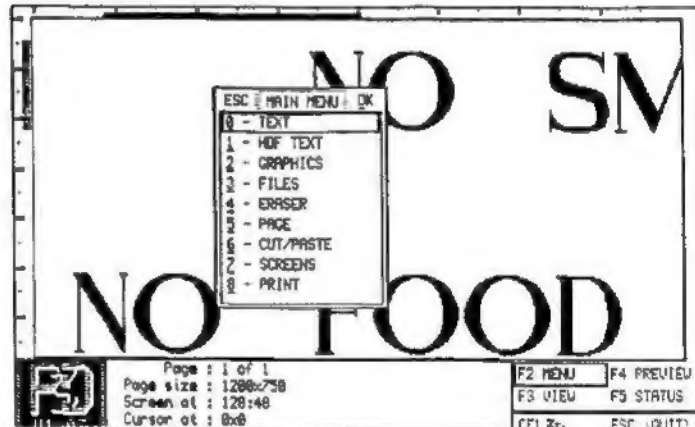 NO SM
ESC MAIN MENU OK
0 - TEXT
1 - HDF TEXT
2 - GRAPHICS
3 - FILES
4 - ERASER
5 - PAGE
6 - CUT/PASTE
7 - SCREENS
8 - PRINT
NO FOOD
Page : 1 of 1
Page size : 1200x750
Screen at : 120:48
Cursor at : 0x0
F2 MENU F4 PREVIEW
F3 VIEW F5 STATUS
ESC (QUIT)